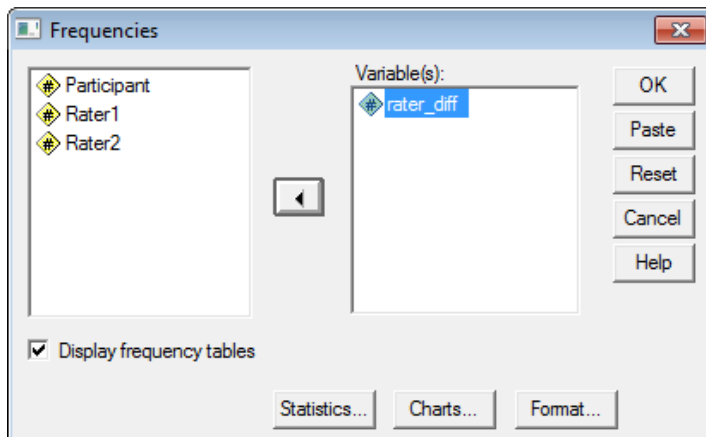 Frequencies
Participant
Rater1
Rater2
Variable(s):
rater_diff
OK
Paste
Reset
Cancel
Help
Display frequency tables
Statistics...
Charts...
Format...